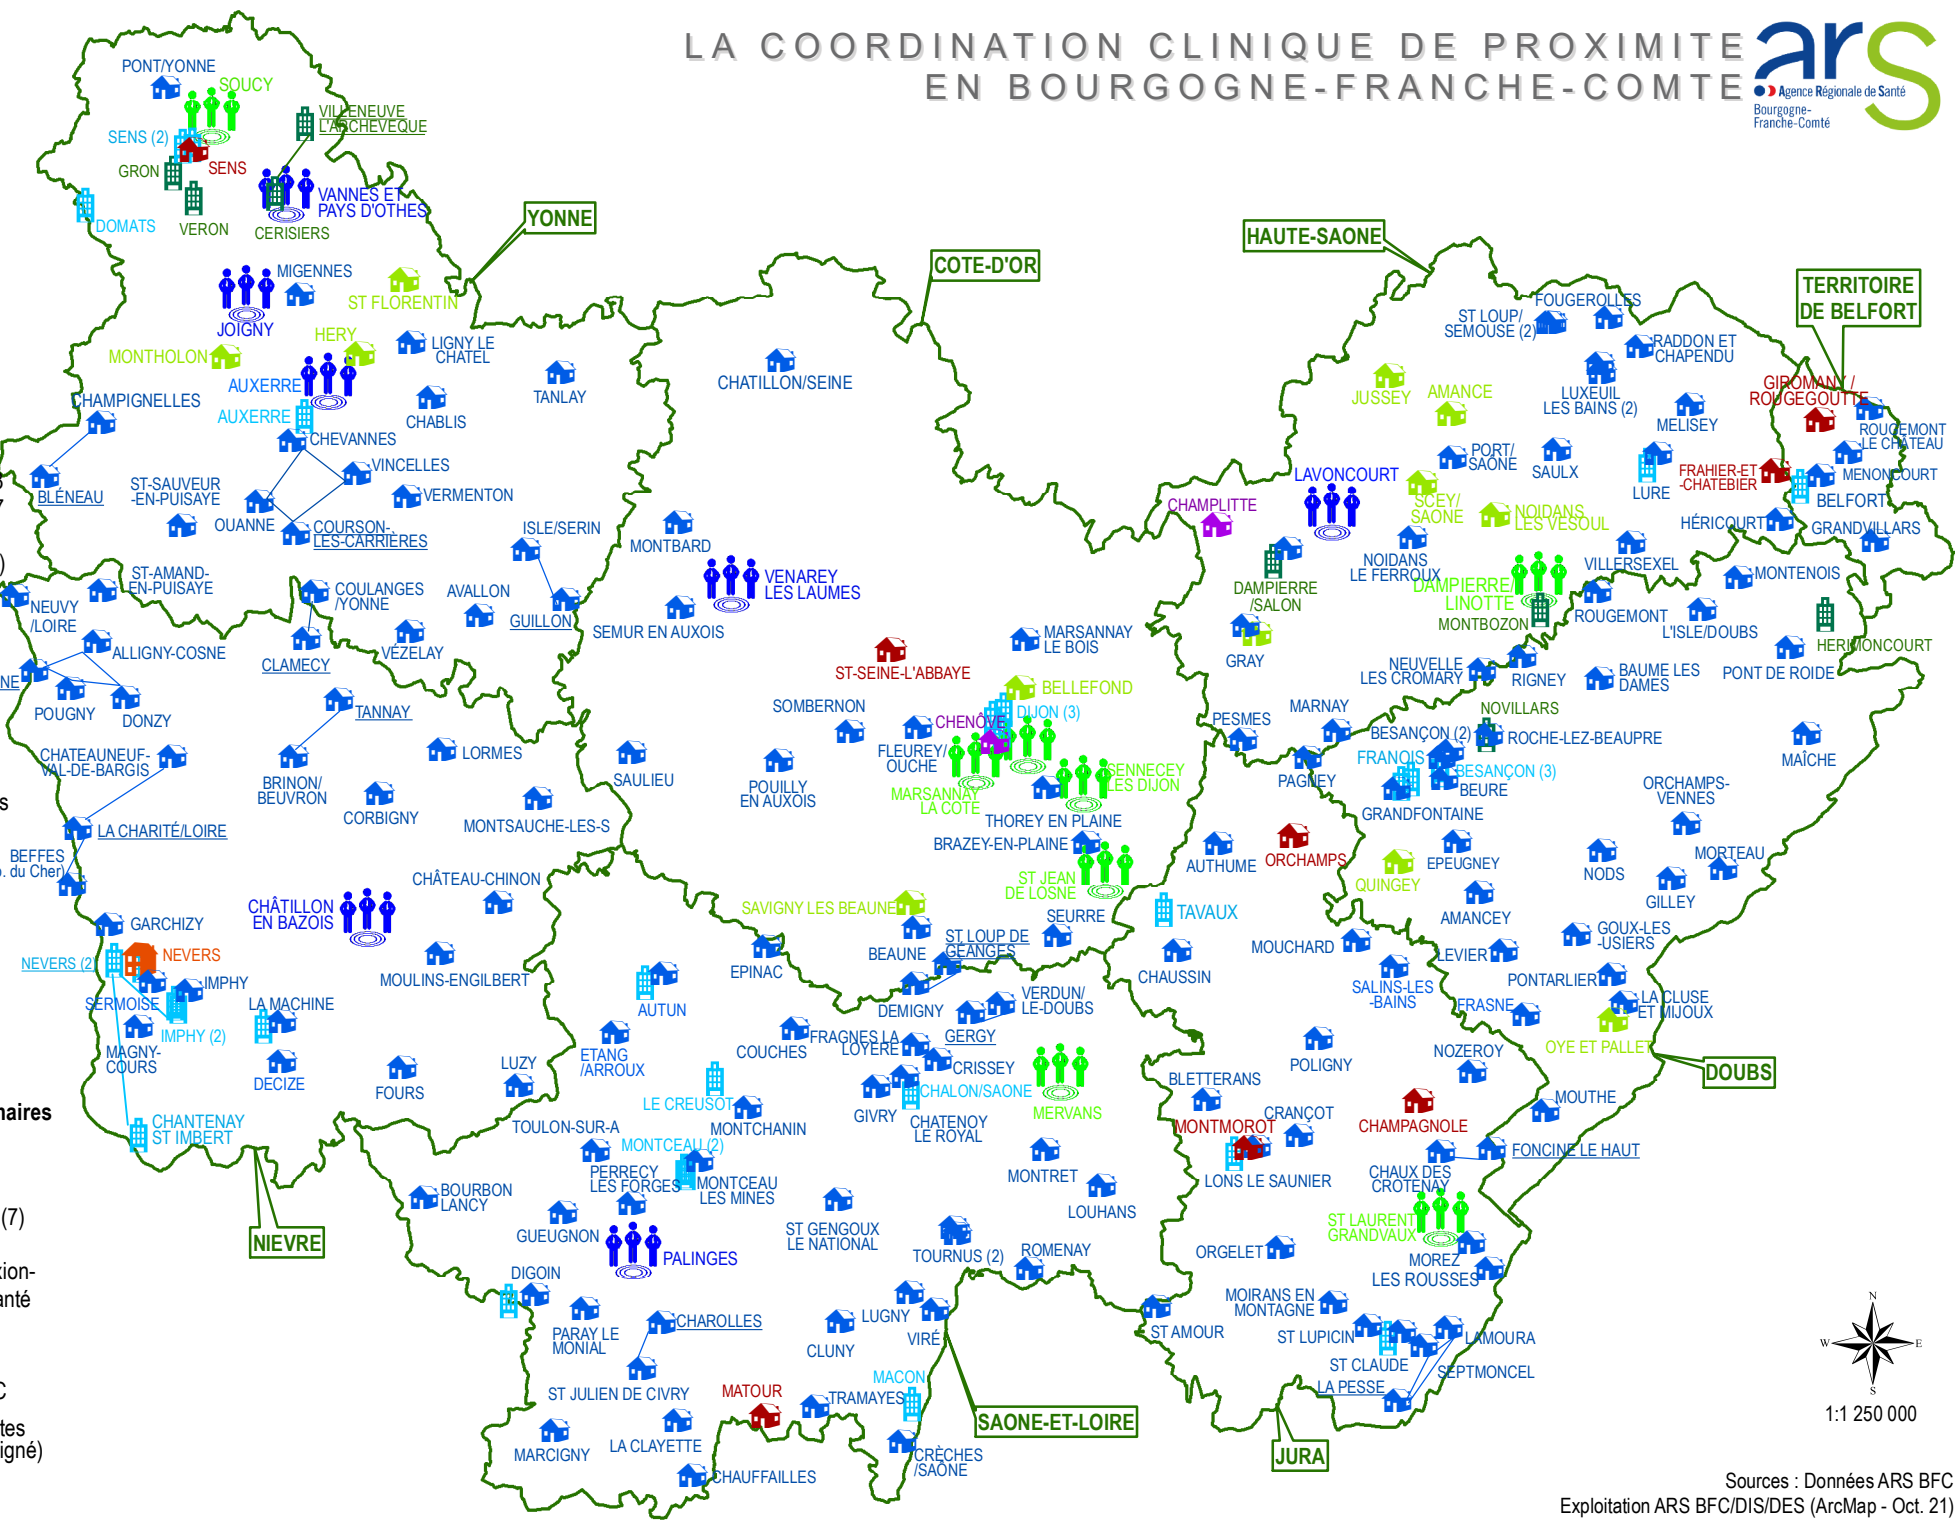 LA COORDINATION CLINIQUE DE PROXIMITE
EN BOURGOGNE-FRANCHE-COMTE
ars
Agence Régionale de Santé
Bourgogne-
Franche-Comté
PONT/YONNE
SOUCY
VILLENEUVE
L'ARCHEVEQUE
SENS (2)
SENS
GRON
VANNES ET
PAYS D'OTHES
DOMATS
VERON
CERISIERS
YONNE
MIGENNES
ST FLORENTIN
JOIGNY
HERY
MONTHOLON
LIGNY LE
CHATEL
AUXERRE
AUXERRE
TANLAY
CHABLIS
CHAMPIGNELLES
CHEVANNES
VINCELLES
BLÉNEAU
ST-SAUVEUR
-EN-PUISAYE
VERMENTON
OUANNE
COURSON-
LES-CARRIÈRES
ISLE/SERIN
ST-AMAND-
EN-PUISAYE
COULANGES
/YONNE
AVALLON
GUILLON
NEUVY
/LOIRE
ALLIGNY-COSNE
CLAMECY
VÉZELAY
NE
POUGNY
DONZY
TANNAY
CHATEAUNEUF-
VAL-DE-BARGIS
BRINON/
BEUVRON
LORMES
CORBIGNY
MONTSAUCHE-LES-S
LA CHARITÉ/LOIRE
BEFFES
. du Cher)
CHÂTILLON
EN BAZOIS
CHÂTEAU-CHINON
GARCHIZY
NEVERS (2)
NEVERS
IMPHY
SERMOISE
IMPHY (2)
LA MACHINE
MOULINS-ENGILBERT
MAGNY-
COURS
DECIZE
FOURS
LUZY
CHANTENAY
ST IMBERT
NIEVRE
naires
(7)
xion-
anté
C
tes
igné)
COTE-D'OR
CHATILLON/SEINE
MONTBARD
VENAREY
LES LAUMES
SEMUR EN AUXOIS
ST-SEINE-L'ABBAYE
MARSANNAY
LE BOIS
BELLEFOND
SOMBERNON
CHENÔVE
DIJON (3)
FLEUREY/
OUCHE
SAULIEU
POUILLY
EN AUXOIS
MARSANNAY
LA COTE
SENNECEY
LES DIJON
THOREY EN PLAINE
BRAZEY-EN-PLAINE
ST JEAN
DE LOSNE
SAVIGNY LES BEAUNE
SEURRE
BEAUNE
ST LOUP DE
GÉANGES
HAUTE-SAONE
FOUGEROLLES
ST LOUP/
SEMOUSE (2)
RADDON ET
CHAPENDU
JUSSEY
AMANCE
LUXEUIL
LES BAINS (2)
MELISEY
PORT/
SAÔNE
SAULX
LURE
LAVONCOURT
CHAMPLITTE
SCEY/
SAONE
NOIDANS
LES VESOUL
NOIDANS
LE FERROUX
VILLERSEXEL
DAMPIERRE
/SALON
DAMPIERRE/
LINOTTE
MONTBOZON
GRAY
NEUVELLE
LES CROMARY
RIGNEY
PESMES
MARNAY
TERRITOIRE
DE BELFORT
GIROMANY /
ROUGEGOUTTE
ROUGEMONT
LE CHATEAU
FRAHIER-ET
-CHATEBIER
MENONCOURT
BELFORT
HÉRICOURT
GRANDVILLARS
MONTENOIS
ROUGEMONT
L'ISLE/DOUBS
HERIMONCOURT
BAUME LES
DAMES
PONT DE ROIDE
NOVILLARS
BESANÇON (2)
ROCHE-LEZ-BEAUPRE
FRANOIS
BESANÇON (3)
BEURE
GRANDFONTAINE
PAGNEY
MAÎCHE
ORCHAMPS-
VENNES
AUTHUME
ORCHAMPS
QUINGEY
EPEUGNEY
NODS
MORTEAU
AMANCEY
GILLEY
TAVAUX
MOUCHARD
LEVIER
GOUX-LES
-USIERS
PONTARLIER
CHAUSSIN
SALINS-LES
-BAINS
FRASNE
LA CLUSE
ET MIJOUX
OYE ET PALLET
POLIGNY
NOZEROY
DOUBS
BLETTERANS
CRANÇOT
MONTMOROT
LONS LE SAUNIER
CHAMPAGNOLE
MOUTHE
CHAUX DES
CROTENAY
FONCINE LE HAUT
ST LAURENT
GRANDVAUX
ORGELET
MOREZ
LES ROUSSES
MOIRANS EN
MONTAGNE
ST AMOUR
ST LUPICIN
ST CLAUDE
LAMOURA
SEPTMONCEL
LA PESSE
JURA
EPINAC
AUTUN
DEMIGNY
VERDUN/
LE-DOUBS
GERGY
ETANG
/ARROUX
COUCHES
FRAGNES LA
LOYERE
CRISSEY
LE CREUSOT
GIVRY
CHALON/SAONE
CHATENOY
LE ROYAL
MERVANS
TOULON-SUR-A
MONTCHANIN
MONTCEAU (2)
PERRECY
LES FORGES
MONTCEAU
LES MINES
MONTRET
LOUHANS
BOURBON
LANCY
GUEUGNON
PALINGES
ST GENGOUX
LE NATIONAL
TOURNUS (2)
ROMENAY
DIGOIN
PARAY LE
MONIAL
CHAROLLES
LUGNY
VIRÉ
CLUNY
ST JULIEN DE CIVRY
MATOUR
TRAMAYES
MACON
MARCIGNY
LA CLAYETTE
CRÈCHES
/SAÔNE
CHAUFFAILLES
SAONE-ET-LOIRE
N
W
E
S
1:1 250 000
Sources : Données ARS BFC
Exploitation ARS BFC/DIS/DES (ArcMap - Oct. 21)